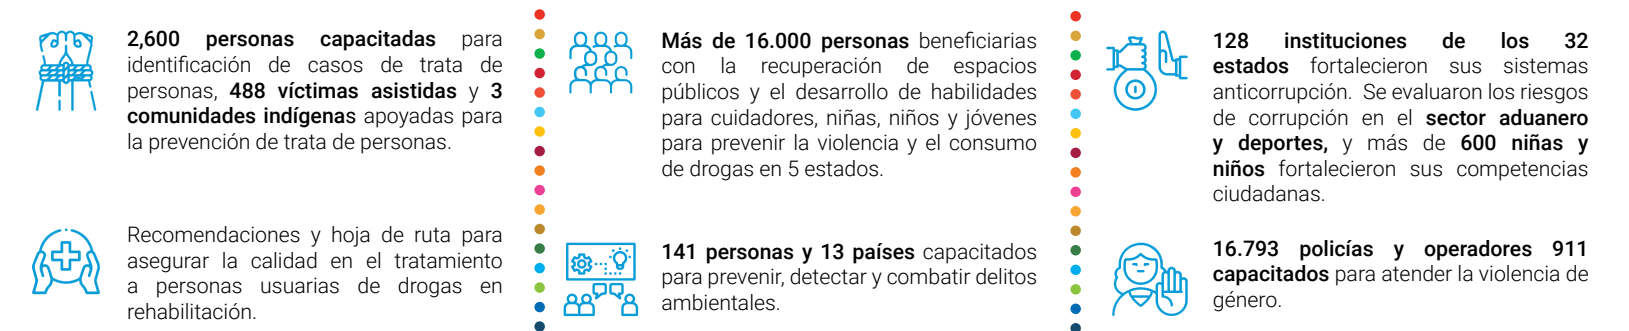 2,600 personas capacitadas para
identificación de casos de trata de
personas, 488 víctimas asistidas y 3
comunidades indígenas apoyadas para
la prevención de trata de personas.
Recomendaciones y hoja de ruta para
asegurar la calidad en el tratamiento
a personas usuarias de drogas en
rehabilitación.
Más de 16.000 personas beneficiarias
con la recuperación de espacios
públicos y el desarrollo de habilidades
para cuidadores, niñas, niños y jóvenes
para prevenir la violencia y el consumo
de drogas en 5 estados.
141 personas y 13 países capacitados
para prevenir, detectar y combatir delitos
ambientales.
128 instituciones de los 32
estados fortalecieron sus sistemas
anticorrupción. Se evaluaron los riesgos
de corrupción en el sector aduanero
y deportes, y más de 600 niñas y
niños fortalecieron sus competencias
ciudadanas.
16.793 policías y operadores 911
capacitados para atender la violencia de
género.